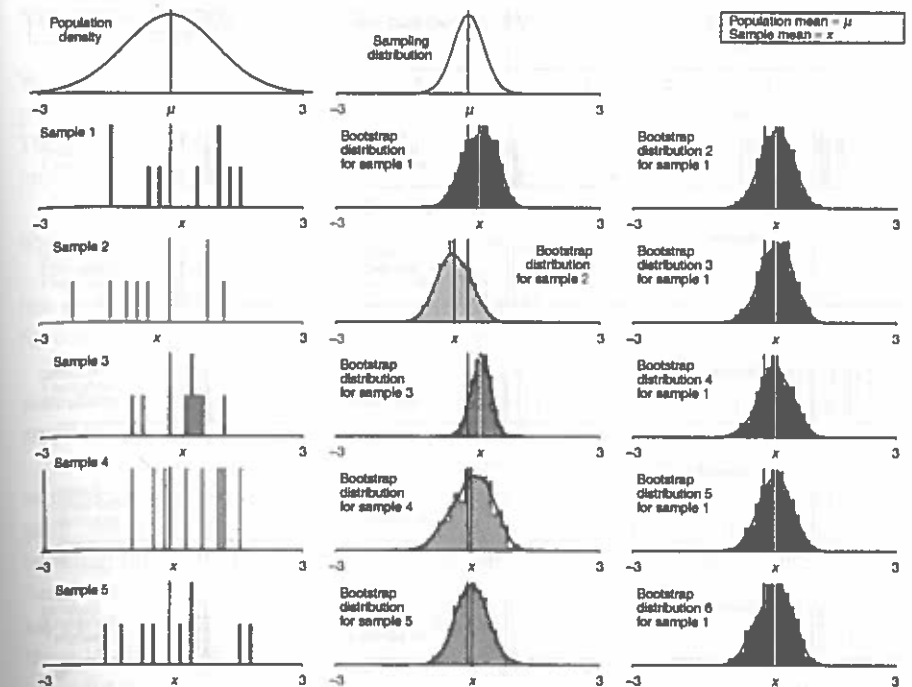 Population
density
-3
μ
3
Sampling
distribution
-3
μ
3
Population mean = μ
Sample mean = x
Sample 1
-3
x
3
Bootstrap
distribution
for sample 1
-3
x
3
Bootstrap
distribution 2
for sample
1
-3
x
3
Sample 2
-3
x
3
Bootstrap
distribution
for sample 2
-3
x
3
Bootstrap
distribution 3
for sample
1
-3
x
3
Sample 3
-3
x
3
Bootstrap
distribution
for sample 3
-3
x
3
Bootstrap
distribution 4
for sample
1
-3
x
3
Sample 4
-3
x
3
Bootstrap
distribution
for sample 4
-3
x
3
Bootstrap
distribution 5
for sample
1
-3
x
3
Sample 5
-3
x
3
Bootstrap
distribution
for sample 5
-3
x
3
Bootstrap
distribution 6
for sample
1
-3
x
3